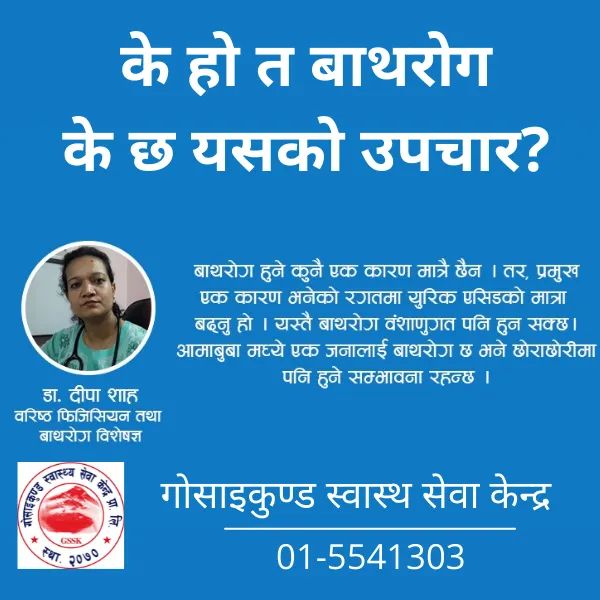 के हो त बाथरोग
के छ यसको उपचार?
बाथरोग हुने कुनै एक कारण मात्रै छैन । तर, प्रमुख
एक कारण भनेको रगतमा युरिक एसिडको मात्रा
बढ्नु हो । यस्तै बाथरोग वंशाणुगत पनि हुन सक्छ।
आमाबुबा मध्ये एक जनालाई बाथरोग छ भने छोराछोरीमा
पनि हुने सम्भावना रहन्छ ।
डा. दीपा शाह
वरिष्ठ फिजिसियन तथा
बाथरोग विशेषज्ञ
गोसाइकुण्ड स्वास्थ्य सेवा केन्द्र प्रा. लि.
GSSK
स्था. २०७०
गोसाइकुण्ड स्वास्थ सेवा केन्द्र
01-5541303